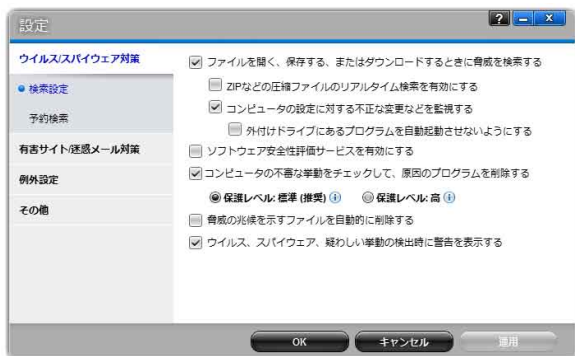 設定
?
ウイルス/スパイウェア対策
検索設定
予約検索
有害サイト/迷惑メール対策
例外設定
その他
ファイルを開く、保存する、またはダウンロードするときに脅威を検索する
ZIPなどの圧縮ファイルのリアルタイム検索を有効にする
コンピュータの設定に対する不正な変更などを監視する
外付けドライブにあるプログラムを自動起動させないようにする
ソフトウェア安全性評価サービスを有効にする
コンピュータの不審な挙動をチェックして、原因のプログラムを削除する
保護レベル: 標準 (推奨) 保護レベル: 高
脅威の兆候を示すファイルを自動的に削除する
ウイルス、スパイウェア、疑わしい挙動の検出時に警告を表示する
OK キャンセル 適用